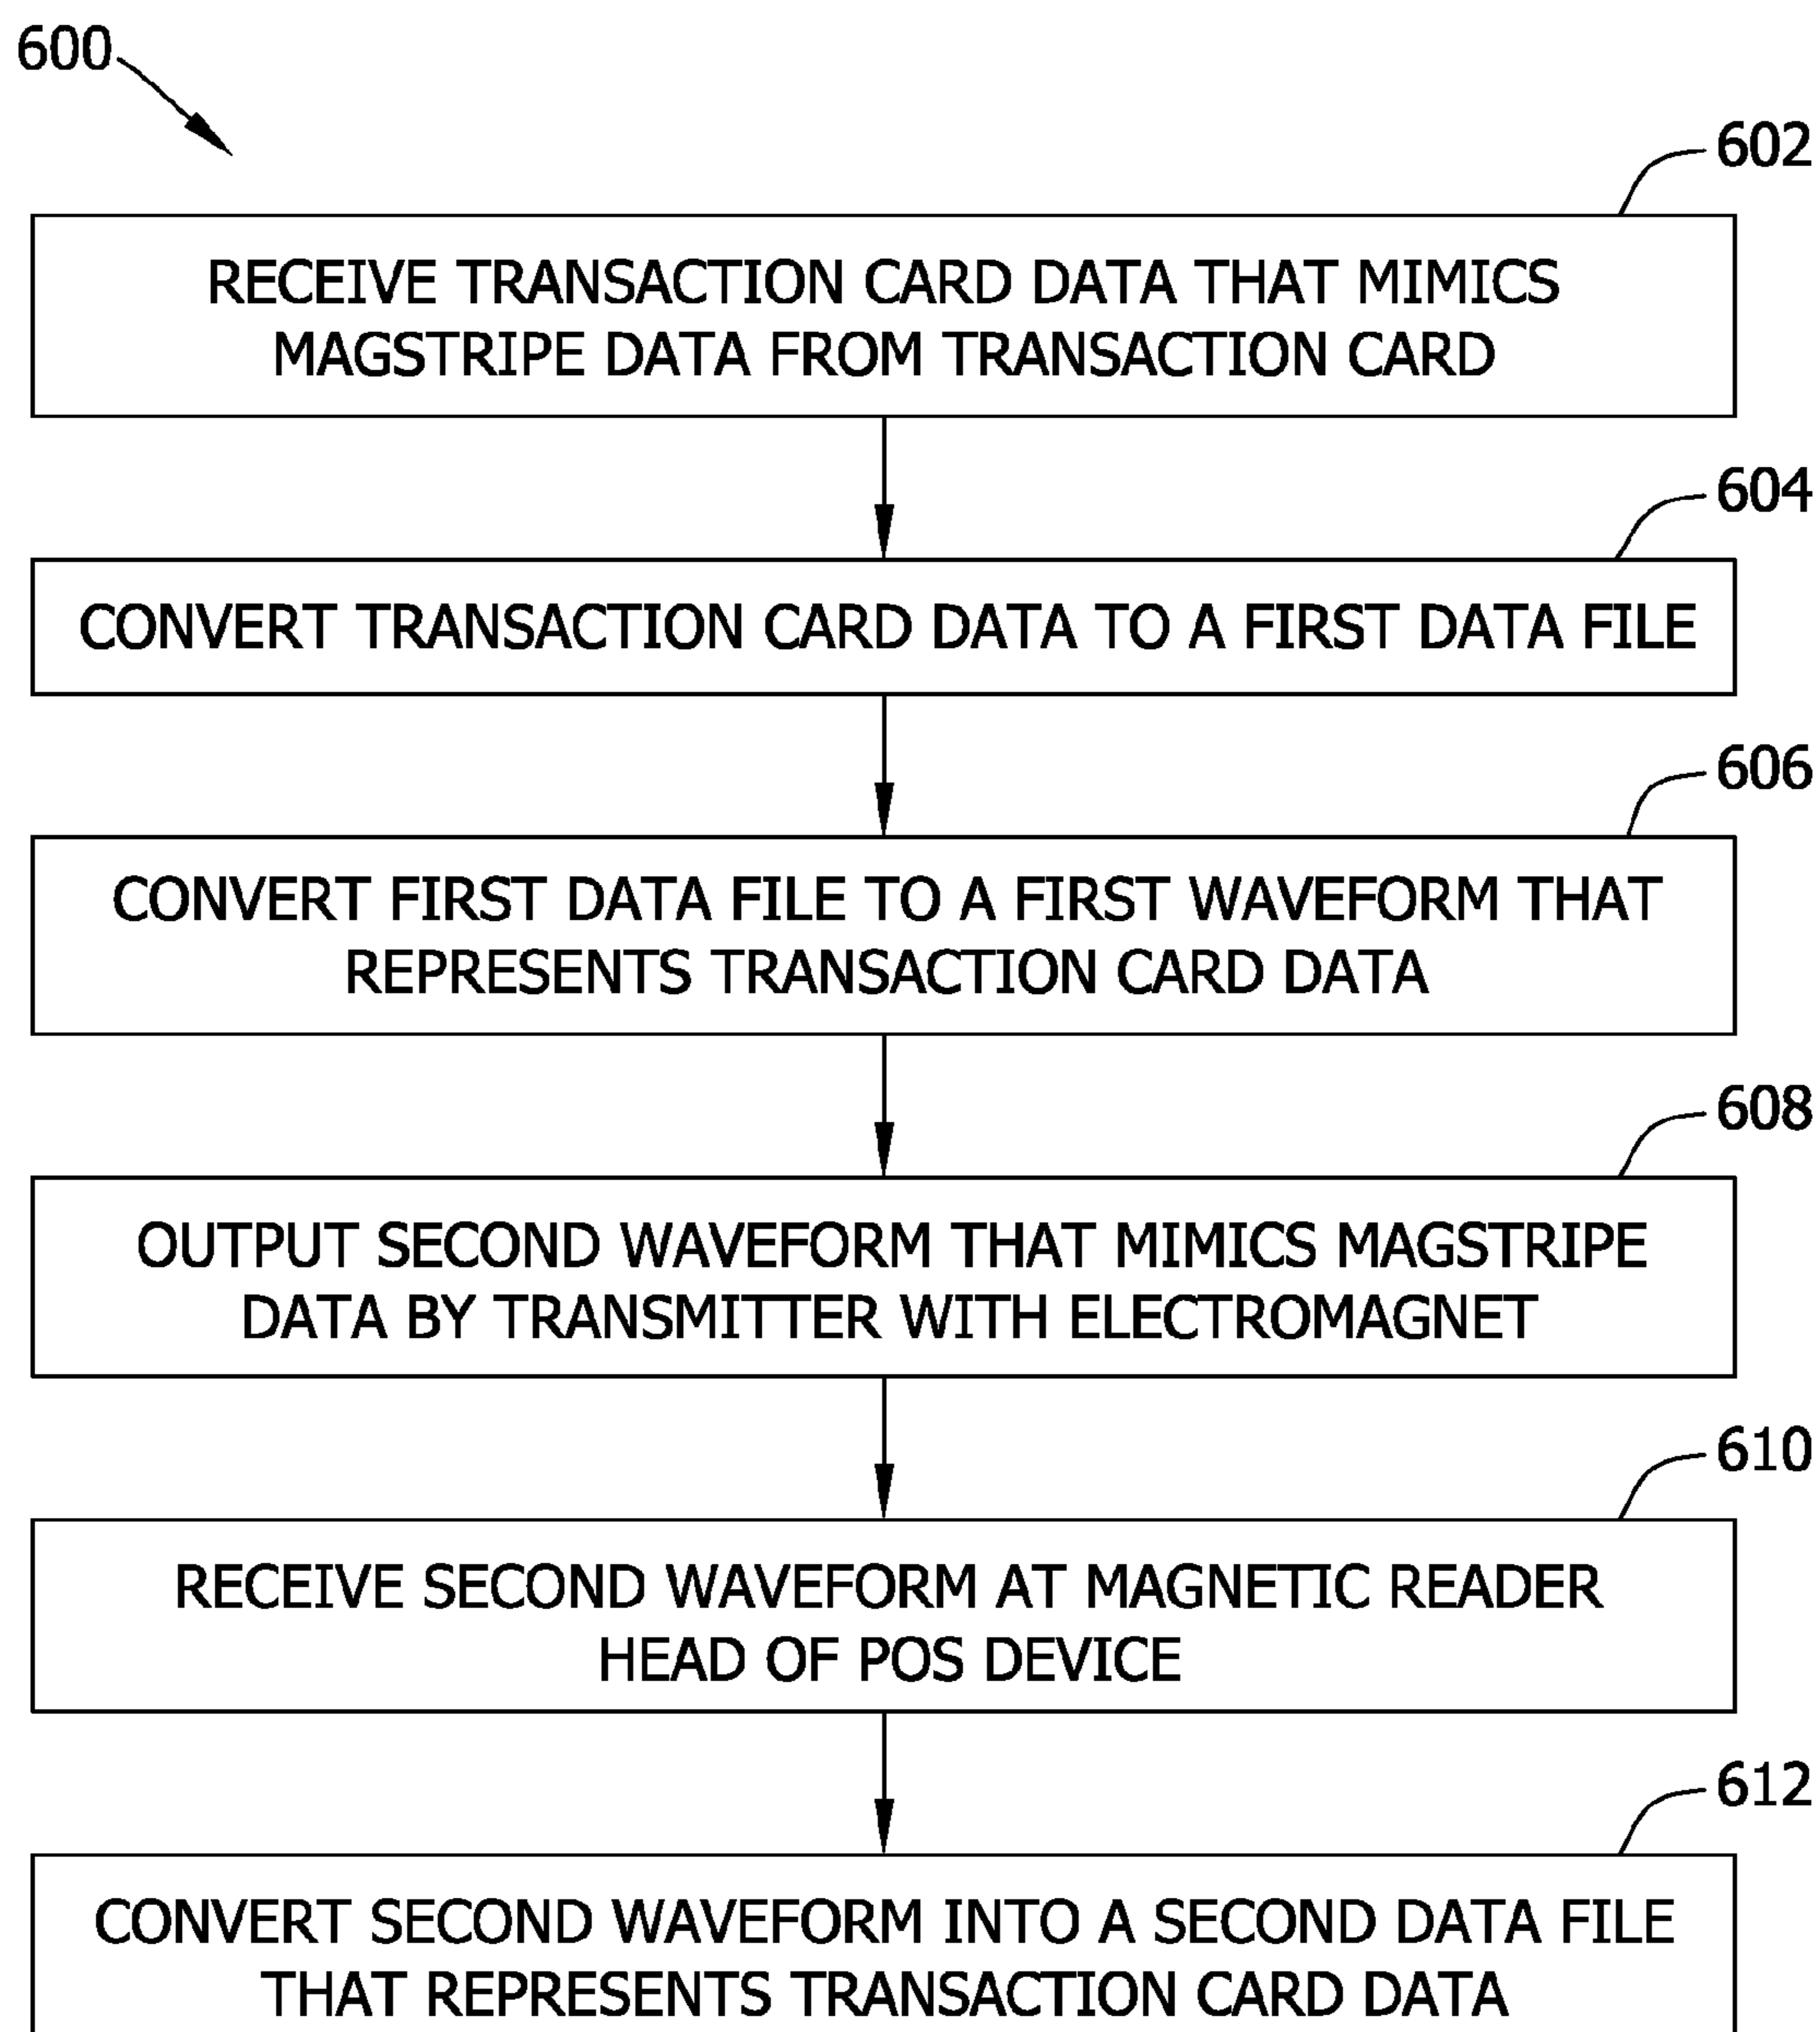 600
602
RECEIVE TRANSACTION CARD DATA THAT MIMICS
MAGSTRIPE DATA FROM TRANSACTION CARD
604
CONVERT TRANSACTION CARD DATA TO A FIRST DATA FILE
606
CONVERT FIRST DATA FILE TO A FIRST WAVEFORM THAT
REPRESENTS TRANSACTION CARD DATA
608
OUTPUT SECOND WAVEFORM THAT MIMICS MAGSTRIPE
DATA BY TRANSMITTER WITH ELECTROMAGNET
610
RECEIVE SECOND WAVEFORM AT MAGNETIC READER
HEAD OF POS DEVICE
612
CONVERT SECOND WAVEFORM INTO A SECOND DATA FILE
THAT REPRESENTS TRANSACTION CARD DATA